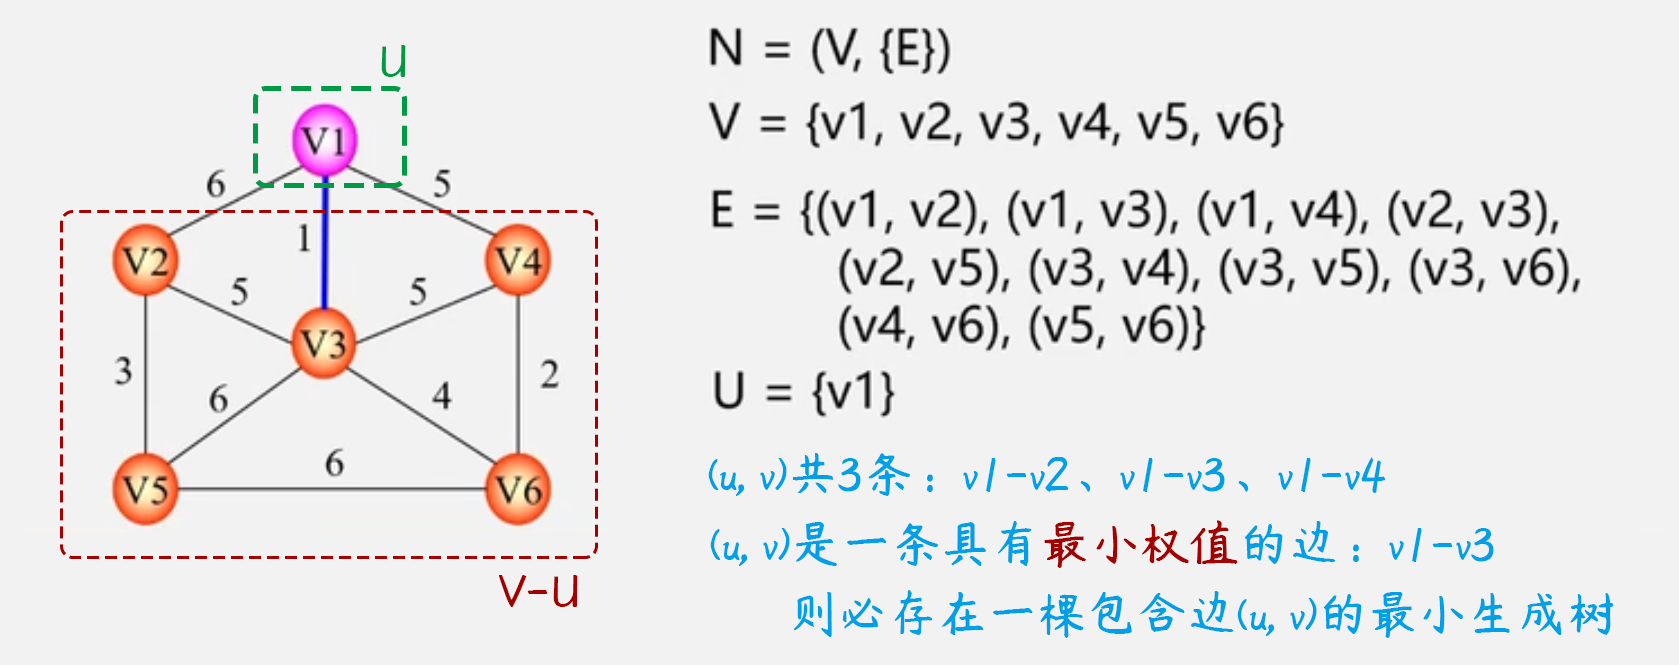 u
V1
6
5
1
V2
V4
5
5
V3
3
2
6
4
6
V5
V6
v-u
N = (V, {E})
V = {v1, v2, v3, v4, v5, v6}
E = {(v1, v2), (v1, v3), (v1, v4), (v2, v3),
(v2, v5), (v3, v4), (v3, v5), (v3, v6),
(v4, v6), (v5, v6)}
U = {v1}
(u, v)共3条：v1-v2、v1-v3、v1-v4
(u, v)是一条具有最小权值的边：v1-v3
则必存在一棵包含边(u, v)的最小生成树